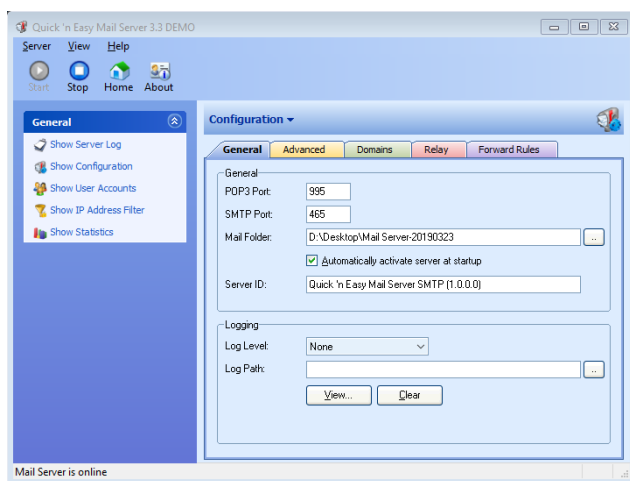 Quick 'n Easy Mail Server 3.3 DEMO
Server View Help
Start Stop Home About
General
Show Server Log
Show Configuration
Show User Accounts
Show IP Address Filter
Show Statistics
Configuration
General Advanced Domains Relay Forward Rules
General
POP3 Port: 995
SMTP Port: 465
Mail Folder: D:\Desktop\Mail Server-20190323 ..
Automatically activate server at startup
Server ID: Quick 'n Easy Mail Server SMTP (1.0.0.0)
Logging
Log Level: None
Log Path: ..
View... Clear
Mail Server is online